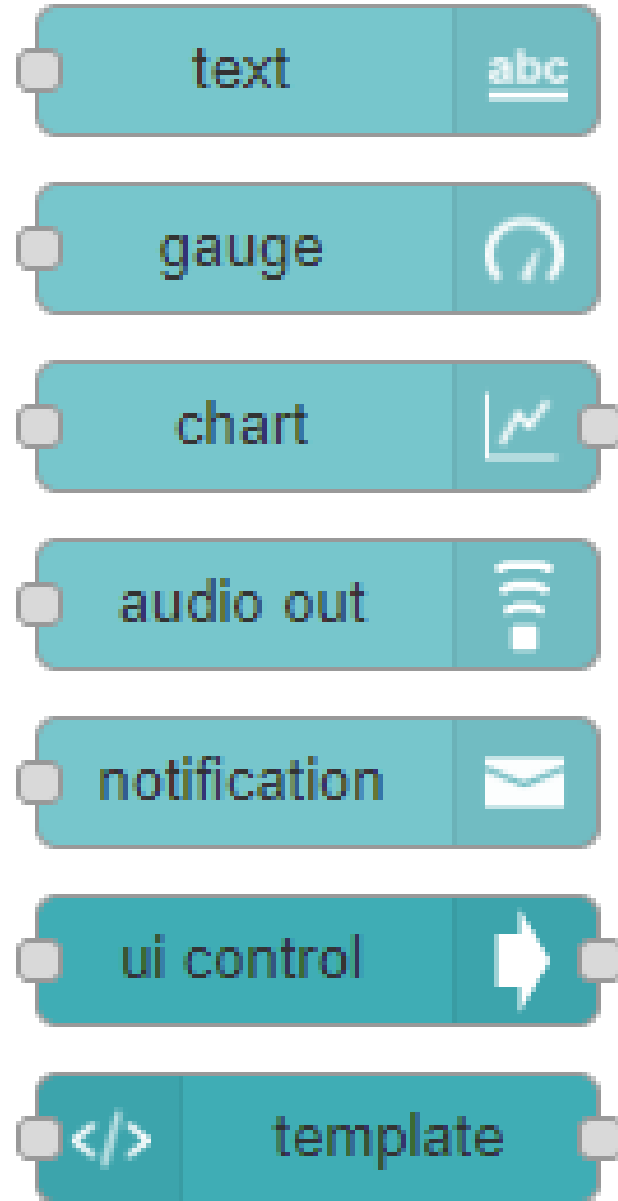 text abc
gauge
chart
audio out
notification
ui control
</> template